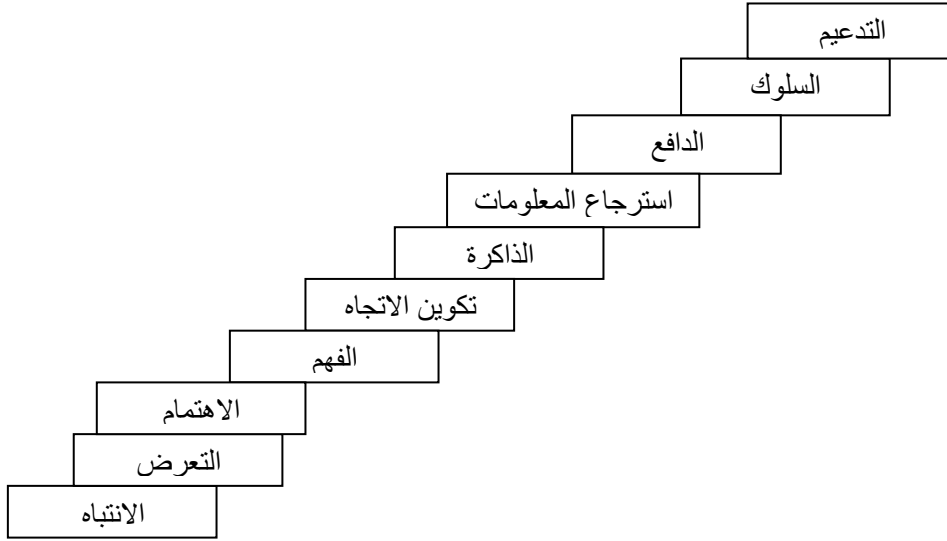 التدعيم
السلوك
الدافع
استرجاع المعلومات
الذاكرة
تكوين الاتجاه
الفهم
الاهتمام
التعرض
الانتباه